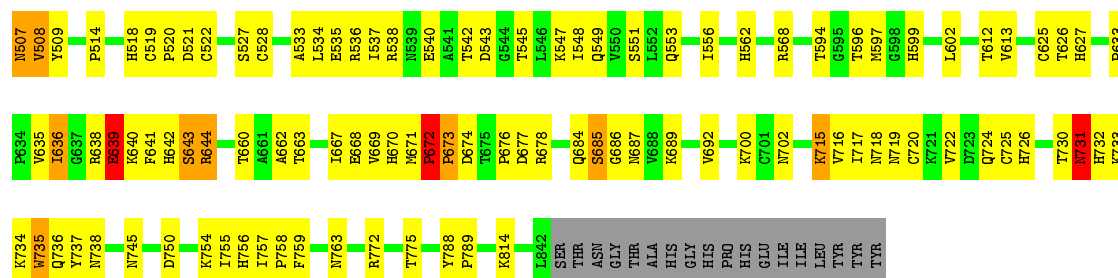 N507 V508 Y509 P514 H518 C519 P520 D521 C522 S527 C528 A533 L534 E535 R536 I537 R538 N539 E540 A541 T542 D543 G544 T545 L546 K547 I548 Q549 V550 S551 L552 Q553 I556 H562 R568 T594 G595 T596 M597 G598 H599 L602 T612 V613 C625 T626 H627
P634 V635 I636 G637 R638 E639 K640 F641 H642 S643 R644 T660 A661 A662 T663 I667 E668 V669 H670 M671 P672 P673 D674 T675 P676 D677 R678 Q684 S685 G686 N687 V688 K689 V692 K700 C701 N702 K715 V716 I717 N718 N719 C720 K721 V722 D723 Q724 C725 H726 T730 N731 H732
K734 W735 Q736 Y737 N738 N745 D750 K754 I755 H756 I757 P758 F759 N763 R772 T775 Y788 P789 K814 L842 SER THR ASN GLY THR ALA HIS GLY HIS PRO HIS GLU ILE ILE LEU TYR TYR TYR